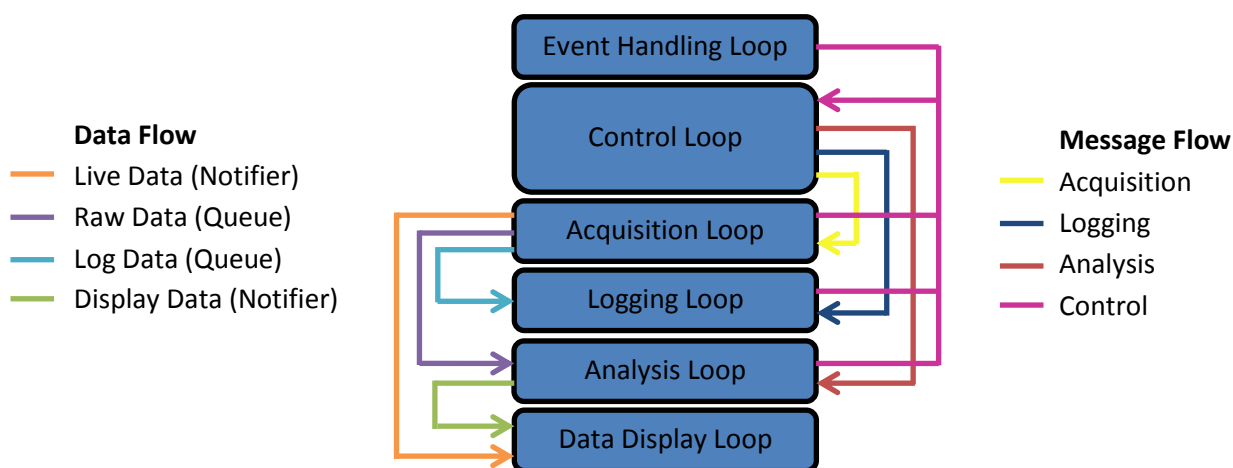 Event Handling Loop
Control Loop
Acquisition Loop
Logging Loop
Analysis Loop
Data Display Loop
Data Flow
Live Data (Notifier)
Raw Data (Queue)
Log Data (Queue)
Display Data (Notifier)
Message Flow
Acquisition
Logging
Analysis
Control